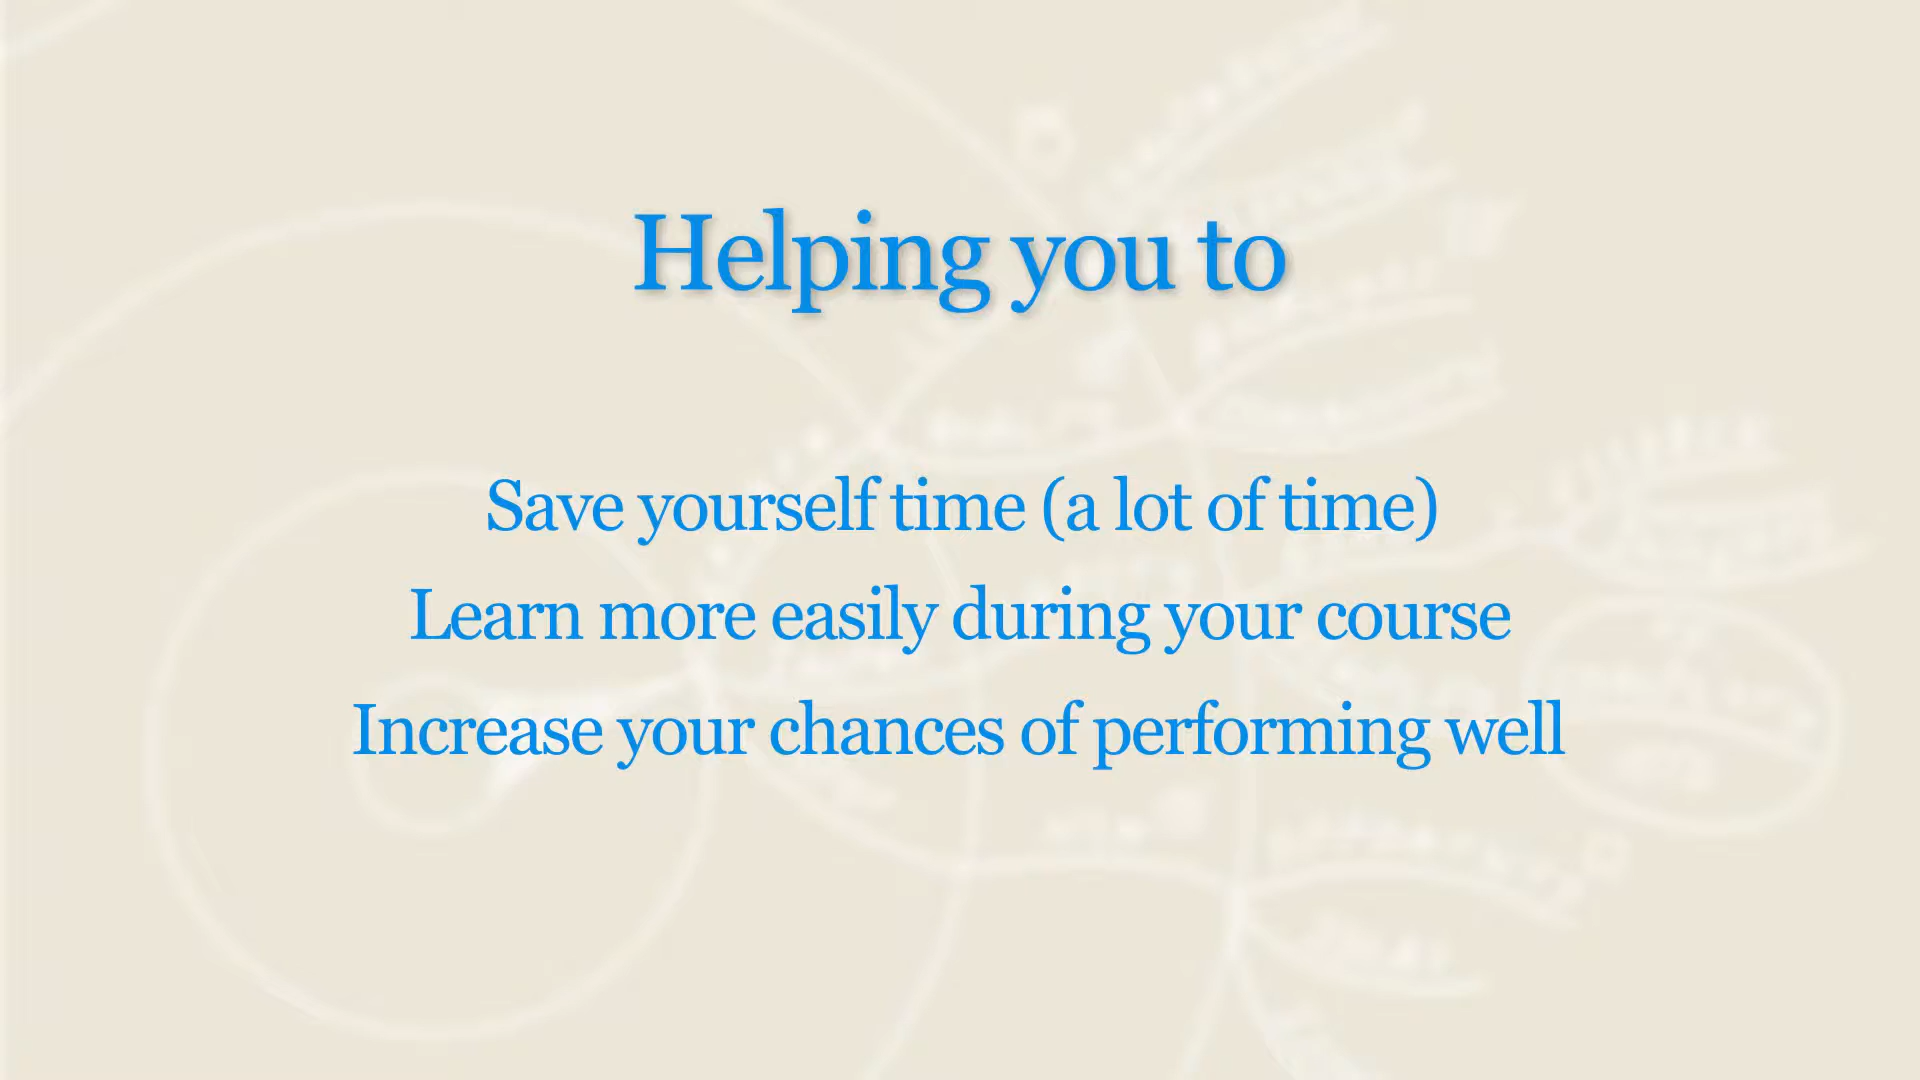 Helping you to
Save yourself time (a lot of time)
Learn more easily during your course
Increase your chances of performing well